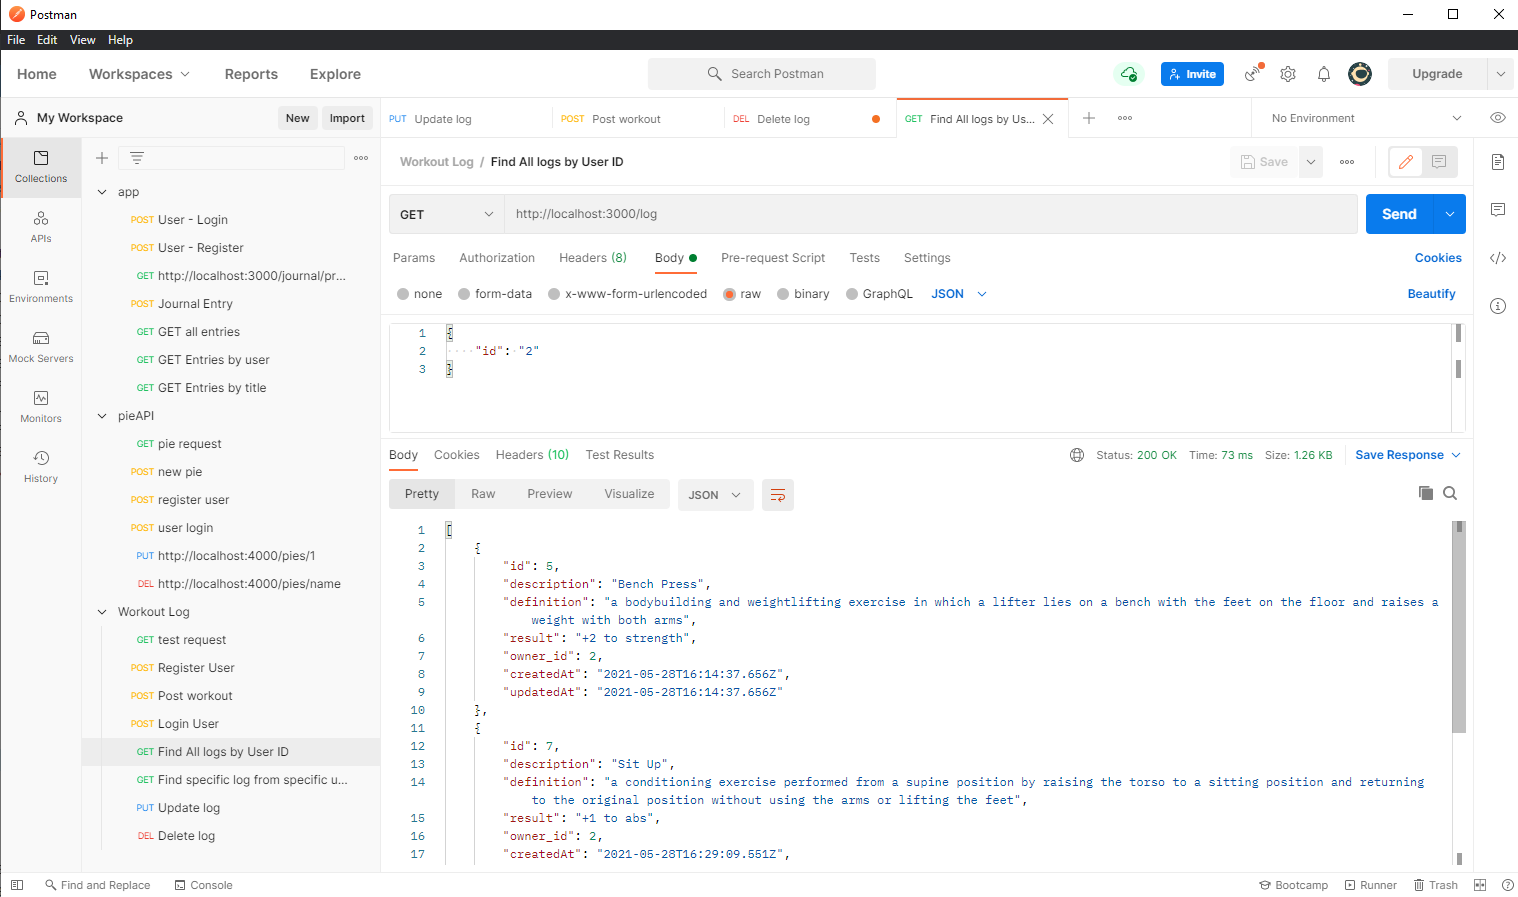 Postman
File Edit View Help
Home Workspaces Reports Explore Search Postman Invite Upgrade
My Workspace New Import
PUT Update log POST Post workout DEL Delete log GET Find All logs by Us... No Environment
Collections
APIs
Environments
Mock Servers
Monitors
History
app
POST User - Login
POST User - Register
GET http://localhost:3000/journal/pr...
POST Journal Entry
GET GET all entries
GET GET Entries by user
GET GET Entries by title
pieAPI
GET pie request
POST new pie
POST register user
POST user login
PUT http://localhost:4000/pies/1
DEL http://localhost:4000/pies/name
Workout Log
GET test request
POST Register User
POST Post workout
POST Login User
GET Find All logs by User ID
GET Find specific log from specific u...
PUT Update log
DEL Delete log
Workout Log / Find All logs by User ID Save
GET http://localhost:3000/log Send
Params Authorization Headers (8) Body Pre-request Script Tests Settings Cookies
none form-data x-www-form-urlencoded raw binary GraphQL JSON Beautify
1 {
2 "id": "2"
3 }
Body Cookies Headers (10) Test Results Status: 200 OK Time: 73 ms Size: 1.26 KB Save Response
Pretty Raw Preview Visualize JSON
1 [
2 {
3 "id": 5,
4 "description": "Bench Press",
5 "definition": "a bodybuilding and weightlifting exercise in which a lifter lies on a bench with the feet on the floor and raises a
weight with both arms",
6 "result": "+2 to strength",
7 "owner_id": 2,
8 "createdAt": "2021-05-28T16:14:37.656Z",
9 "updatedAt": "2021-05-28T16:14:37.656Z"
10 },
11 {
12 "id": 7,
13 "description": "Sit Up",
14 "definition": "a conditioning exercise performed from a supine position by raising the torso to a sitting position and returning
to the original position without using the arms or lifting the feet",
15 "result": "+1 to abs",
16 "owner_id": 2,
17 "createdAt": "2021-05-28T16:29:09.551Z",
Find and Replace Console Bootcamp Runner Trash